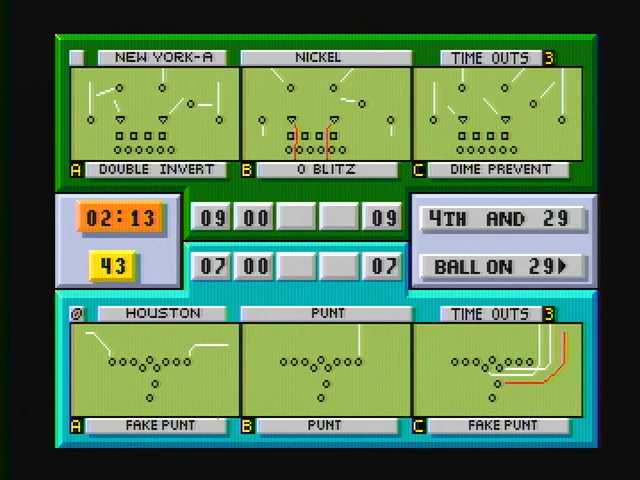 NEW YORK-A NICKEL TIME OUTS 3
A DOUBLE INVERT B O BLITZ C DIME PREVENT
02:13 09 00 09 4TH AND 29
43 07 00 07 BALL ON 29
0 HOUSTON PUNT TIME OUTS 3
A FAKE PUNT B PUNT C FAKE PUNT